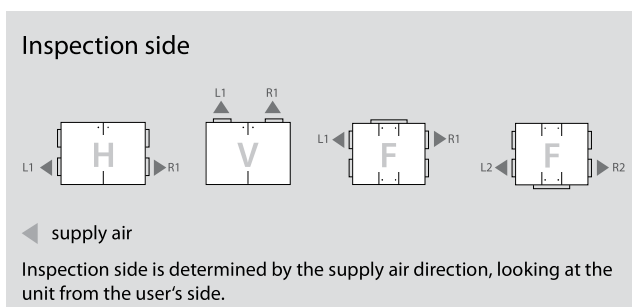 Inspection side
L1 R1
L1 H R1 V L1 F R1 L2 F R2
supply air
Inspection side is determined by the supply air direction, looking at the
unit from the user‘s side.